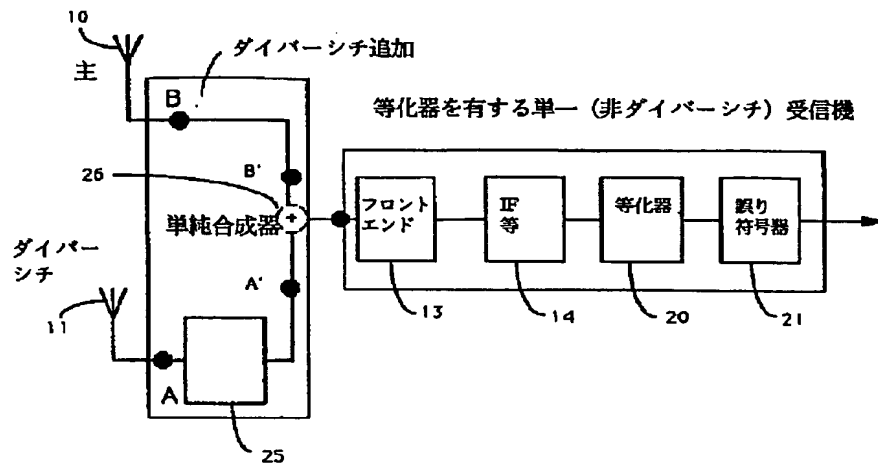 10
主
ダイバーシチ追加
B
等化器を有する単一（非ダイバーシチ）受信機
B'
26
+
単純合成器
フロント
エンド
IF
等
等化器
誤り
符号器
ダイバー
シチ
A'
11
13
14
20
21
A
25